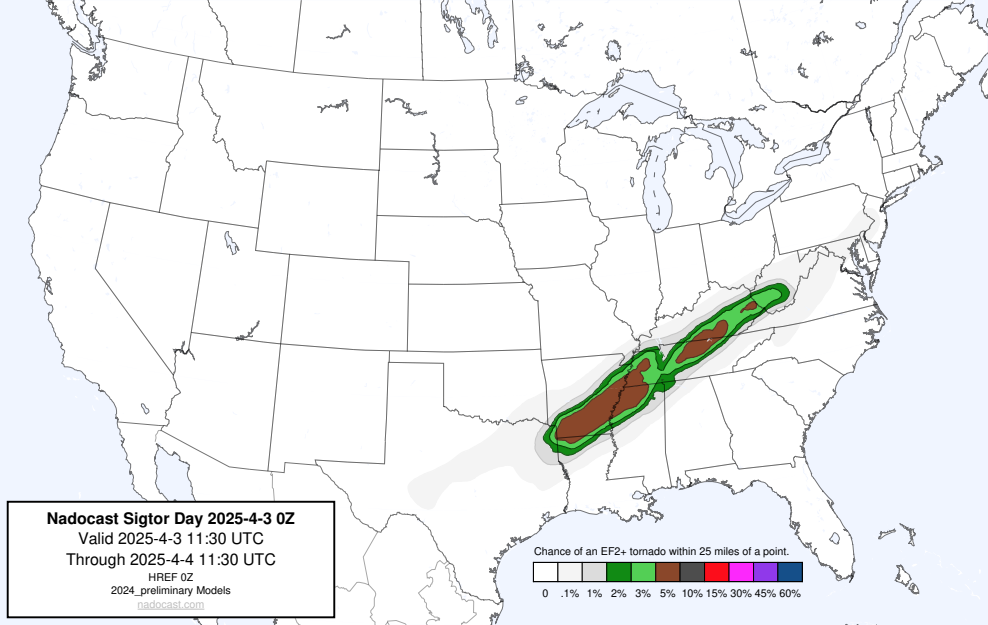 Nadocast Sigtor Day 2025-4-3 0Z
Valid 2025-4-3 11:30 UTC
Through 2025-4-4 11:30 UTC
HREF 0Z
2024_preliminary Models
nadocast.com
Chance of an EF2+ tornado within 25 miles of a point.
0 .1% 1% 2% 3% 5% 10% 15% 30% 45% 60%